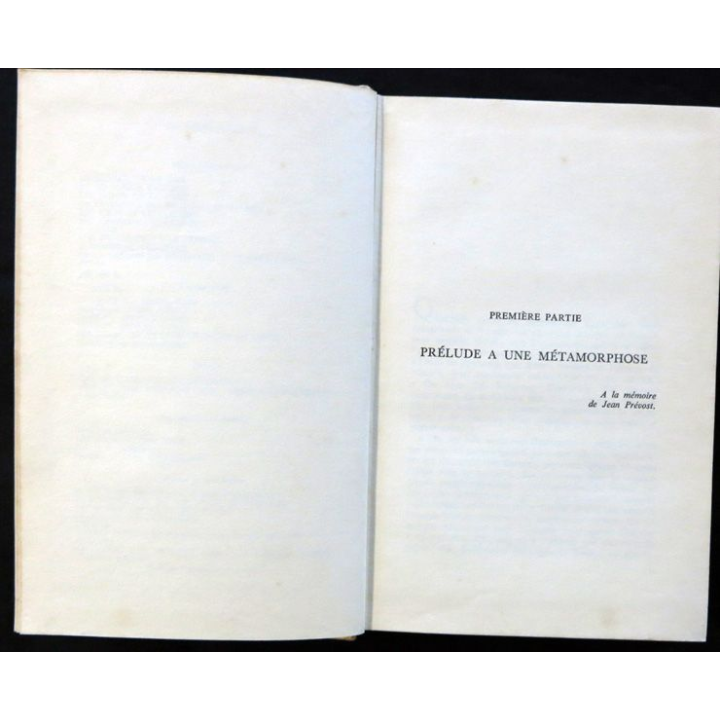 PREMIÈRE PARTIE
PRÉLUDE A UNE MÉTAMORPHOSE
A la mémoire
de Jean Prévost.